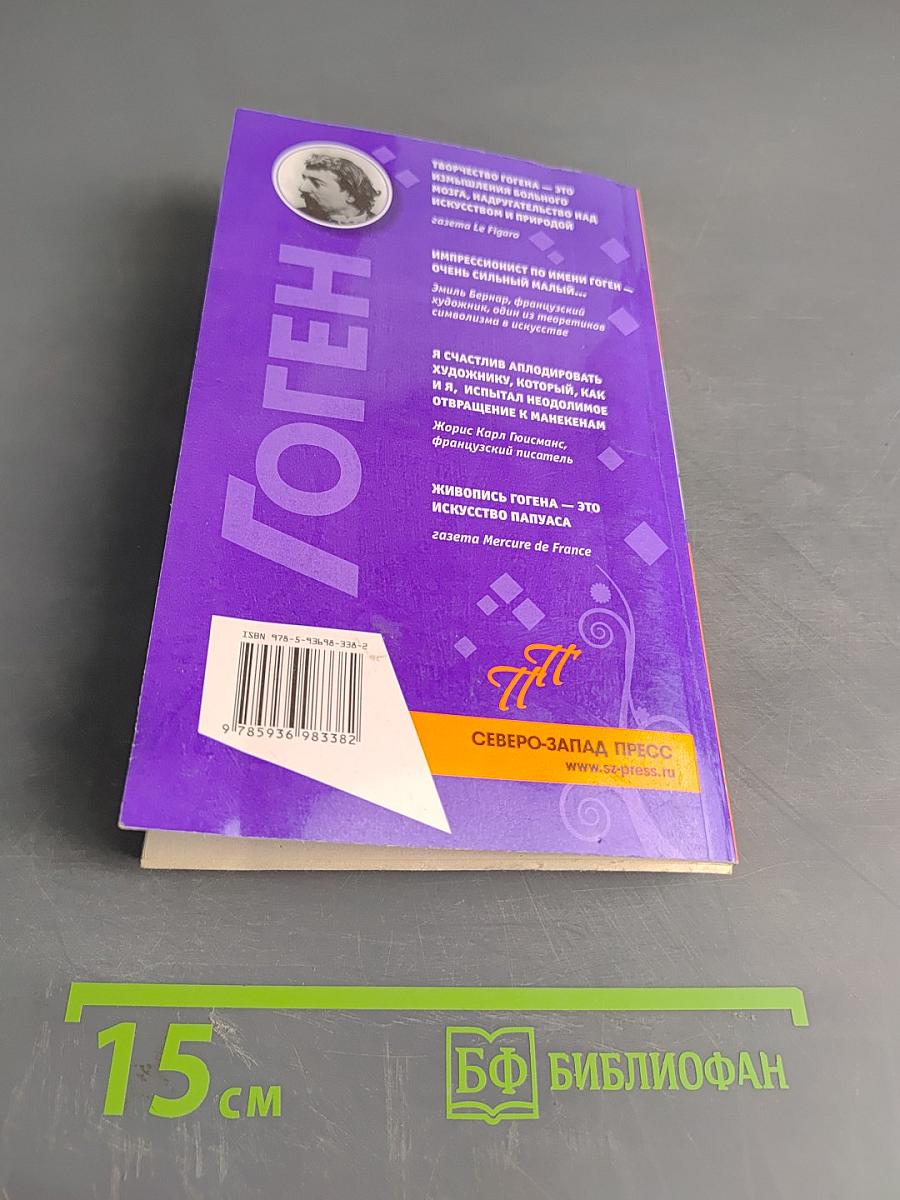 ТВОРЧЕСТВО ГОГЕНА — ЭТО
ИЗМЫШЛЕНИЯ БОЛЬНОГО
МОЗГА, НАДРУГАТЕЛЬСТВО НАД
ИСКУССТВОМ И ПРИРОДОЙ
газета Le Figaro
ИМПРЕССИОНИСТ ПО ИМЕНИ ГОГЕН —
ОЧЕНЬ СИЛЬНЫЙ МАЛЫЙ...
Эмиль Бернар, французский
художник, один из теоретиков
символизма в искусстве
Я СЧАСТЛИВ АПЛОДИРОВАТЬ
ХУДОЖНИКУ, КОТОРЫЙ, КАК
И Я, ИСПЫТАЛ НЕОДОЛИМОЕ
ОТВРАЩЕНИЕ К МАНЕКЕНАМ
Жорис Карл Гюисманс,
французский писатель
ЖИВОПИСЬ ГОГЕНА — ЭТО
ИСКУССТВО ПАПУАСА
газета Mercure de France
ГОГЕН
ISBN 978-5-93698-338-2
9 785936 983382
СЕВЕРО-ЗАПАД ПРЕСС
www.sz-press.ru
15 см
БФ БИБЛИОФАН